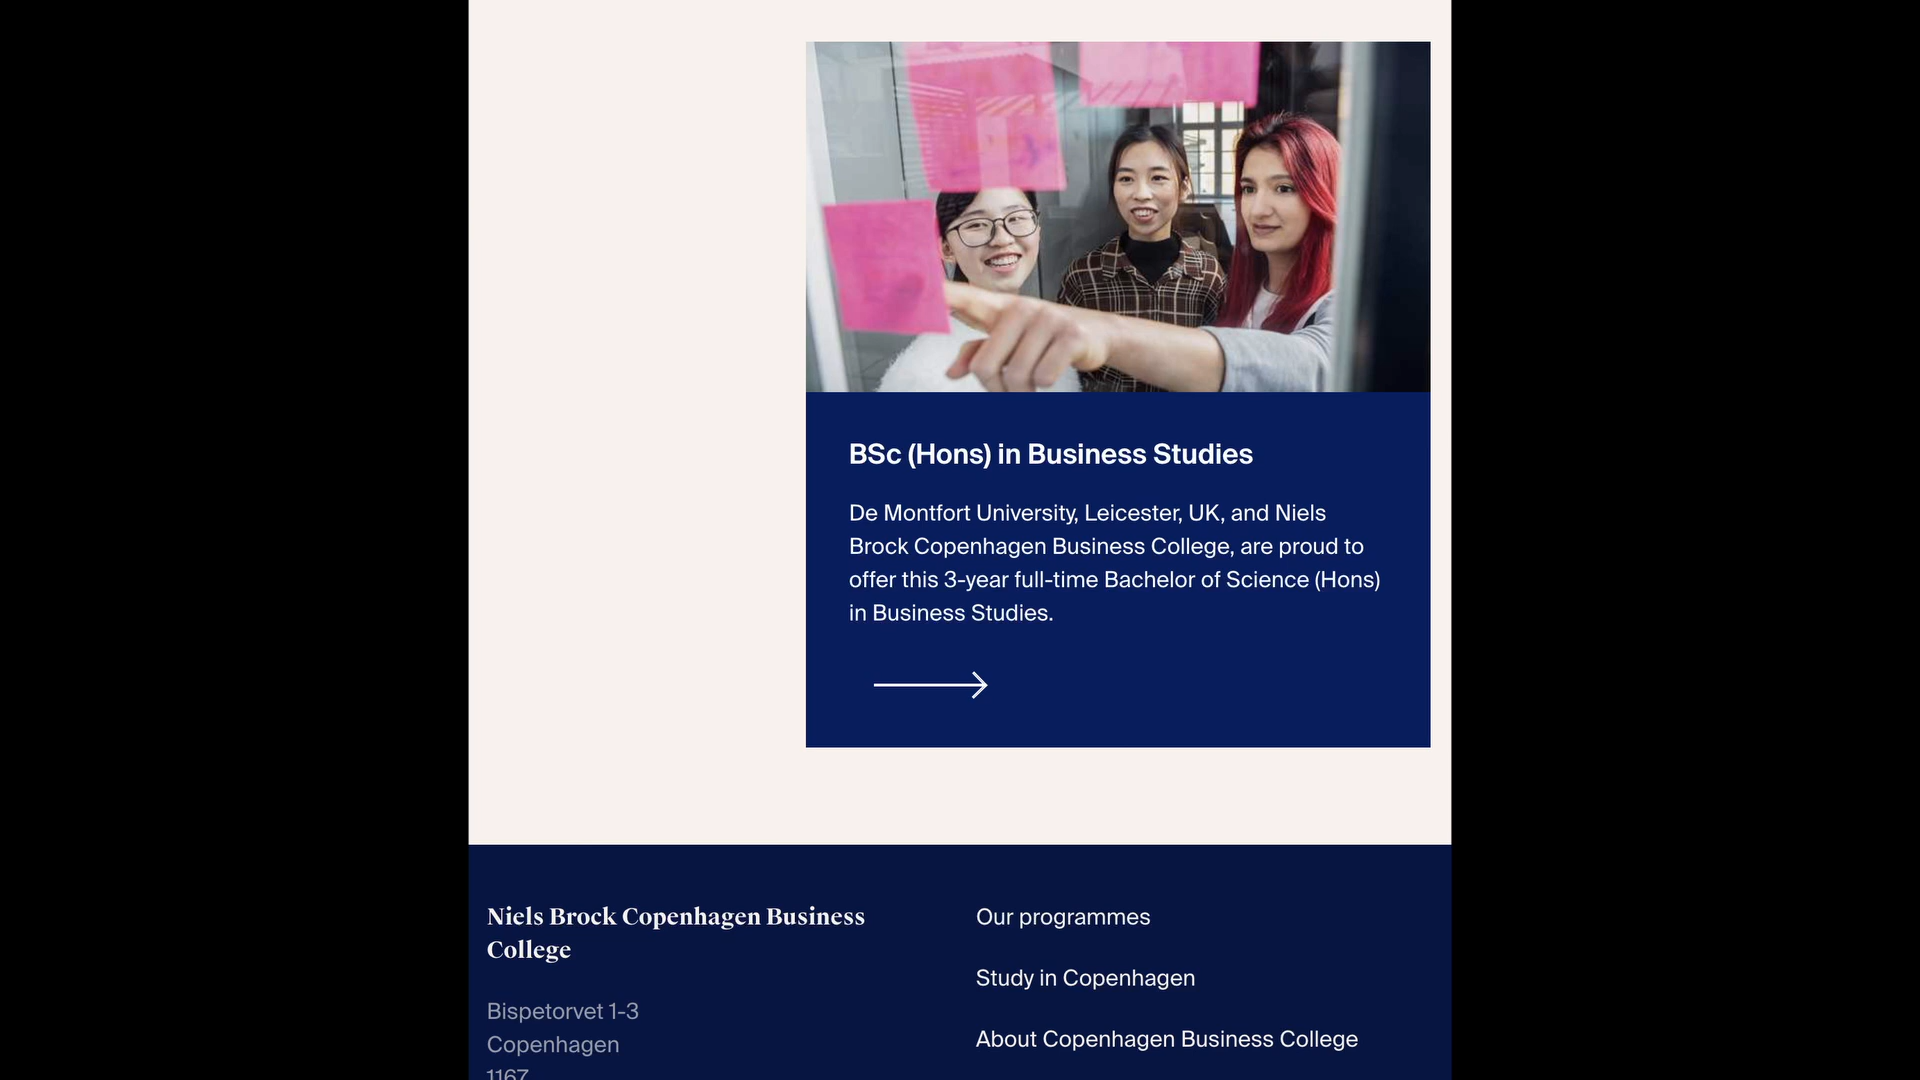 BSc (Hons) in Business Studies
De Montfort University, Leicester, UK, and Niels
Brock Copenhagen Business College, are proud to
offer this 3-year full-time Bachelor of Science (Hons)
in Business Studies.
Niels Brock Copenhagen Business
College
Bispetorvet 1-3
Copenhagen
1167
Our programmes
Study in Copenhagen
About Copenhagen Business College